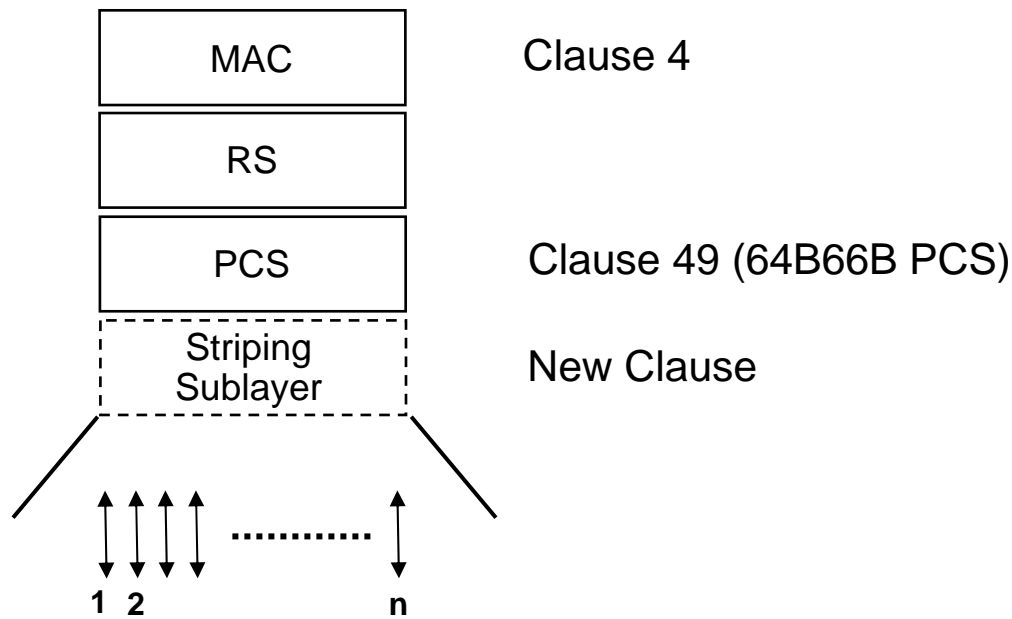 MAC Clause 4
RS
PCS Clause 49 (64B66B PCS)
Striping
Sublayer
New Clause
1 2 n